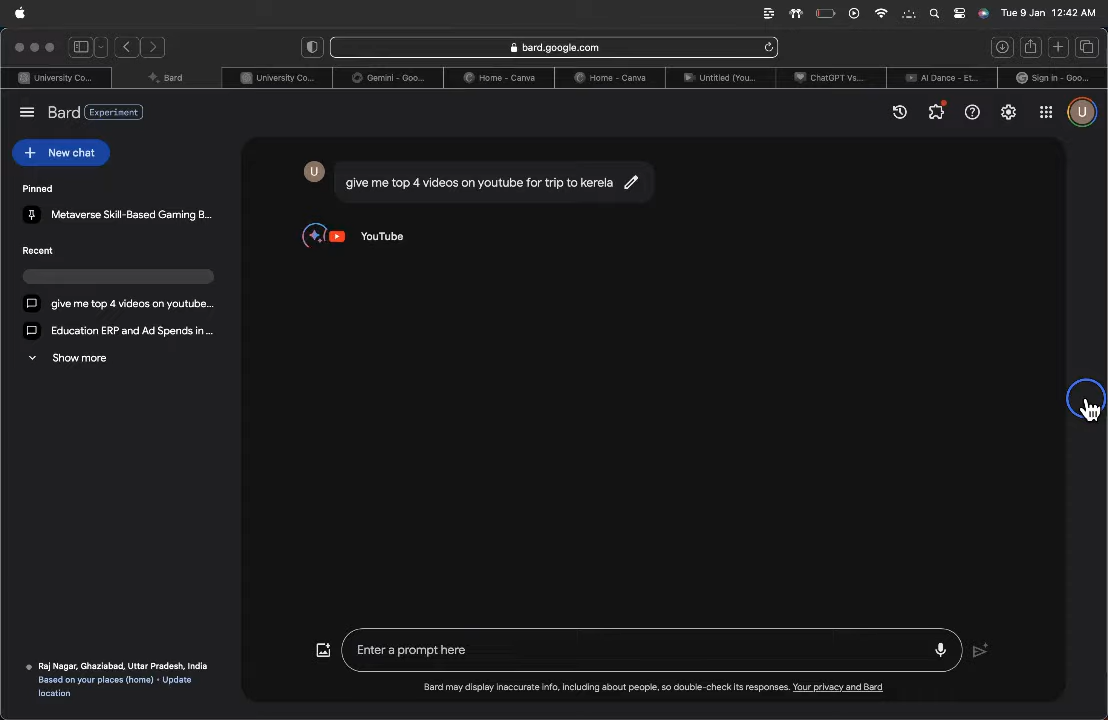 Tue 9 Jan 12:42 AM
bard.google.com
University Co...
Bard
University Co...
Gemini - Goo...
Home - Canva
Home - Canva
Untitled (You...
ChatGPT Vs...
AI Dance - Et...
Sign in - Goo...
Bard Experiment
U
New chat
Pinned
Metaverse Skill-Based Gaming B...
Recent
give me top 4 videos on youtube...
Education ERP and Ad Spends in ...
Show more
U
give me top 4 videos on youtube for trip to kerela
YouTube
Enter a prompt here
Raj Nagar, Ghaziabad, Uttar Pradesh, India
Based on your places (home) • Update
location
Bard may display inaccurate info, including about people, so double-check its responses. Your privacy and Bard